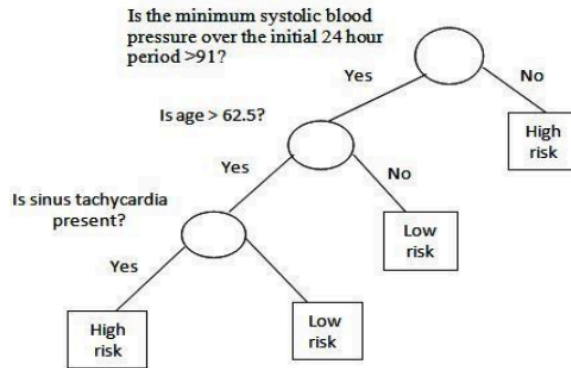 Is the minimum systolic blood
pressure over the initial 24 hour
period >91?
Yes
No
Is age > 62.5?
High
risk
Yes
No
Is sinus tachycardia
present?
Low
risk
Yes
High
risk
Low
risk